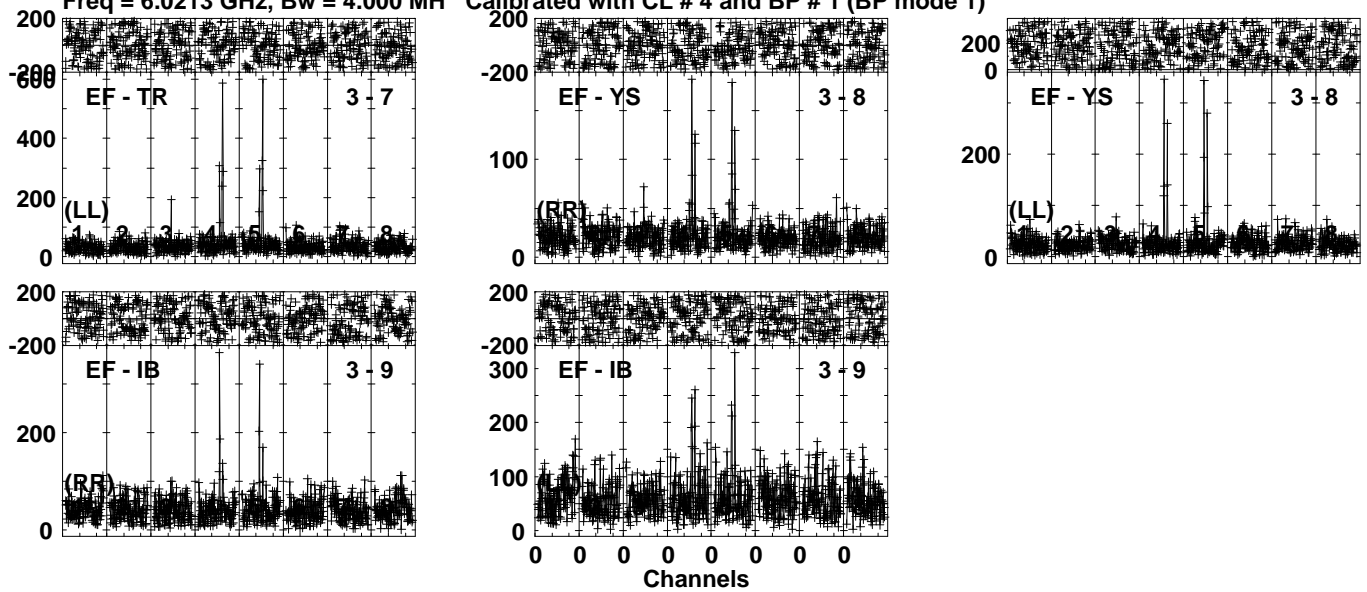 Freq = 6.0213 GHz, Bw = 4.000 MH Calibrated with CL # 4 and BP # 1 (BP mode 1)
200
-200
600
400
200
0
EF - TR 3 - 7
(LL)
1 2 3 4 5 6 7 8
200
-200
100
0
EF - YS 3 - 8
(RR)
200
0
200
0
EF - YS 3 - 8
(LL)
1 2 3 4 5 6 7 8
200
-200
200
0
EF - IB 3 - 9
(RR)
200
-200
300
200
100
0
EF - IB 3 - 9
0 0 0 0 0 0 0 0
Channels